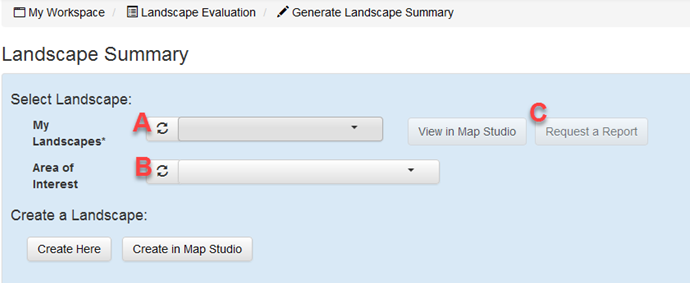 My Workspace / Landscape Evaluation / Generate Landscape Summary
Landscape Summary
Select Landscape:
My Landscapes* A View in Map Studio C Request a Report
Area of Interest B
Create a Landscape:
Create Here Create in Map Studio